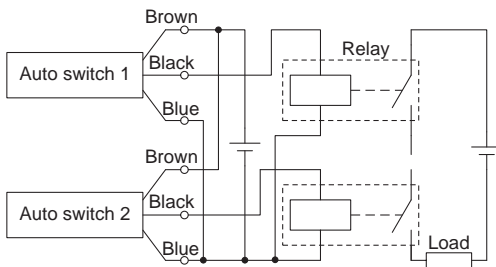 Brown
Relay
Auto switch 1
Black
Blue
Brown
Auto switch 2
Black
Blue
Load